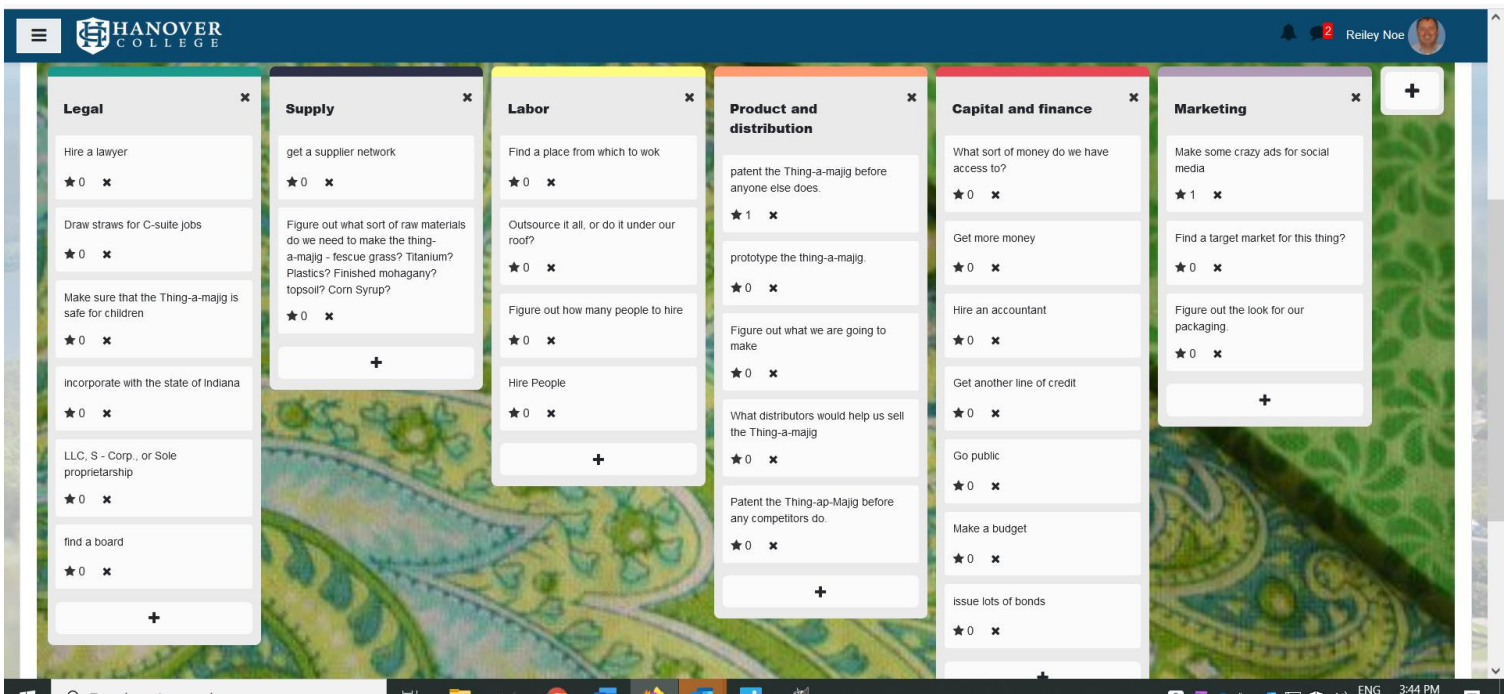 HANOVER
COLLEGE
2
Reiley Noe
Legal
Hire a lawyer
0
Draw straws for C-suite jobs
0
Make sure that the Thing-a-majig is
safe for children
0
incorporate with the state of Indiana
0
LLC, S - Corp., or Sole
proprietarship
0
find a board
0
Supply
get a supplier network
0
Figure out what sort of raw materials
do we need to make the thing-
a-majig - fescue grass? Titanium?
Plastics? Finished mohagany?
topsoil? Corn Syrup?
0
Labor
Find a place from which to wok
0
Outsource it all, or do it under our
roof?
0
Figure out how many people to hire
0
Hire People
0
Product and
distribution
patent the Thing-a-majig before
anyone else does.
1
prototype the thing-a-majig.
0
Figure out what we are going to
make
0
What distributors would help us sell
the Thing-a-majig
0
Patent the Thing-ap-Majig before
any competitors do.
0
Capital and finance
What sort of money do we have
access to?
0
Get more money
0
Hire an accountant
0
Get another line of credit
0
Go public
0
Make a budget
0
issue lots of bonds
0
Marketing
Make some crazy ads for social
media
1
Find a target market for this thing?
0
Figure out the look for our
packaging.
0
ENG
3:44 PM